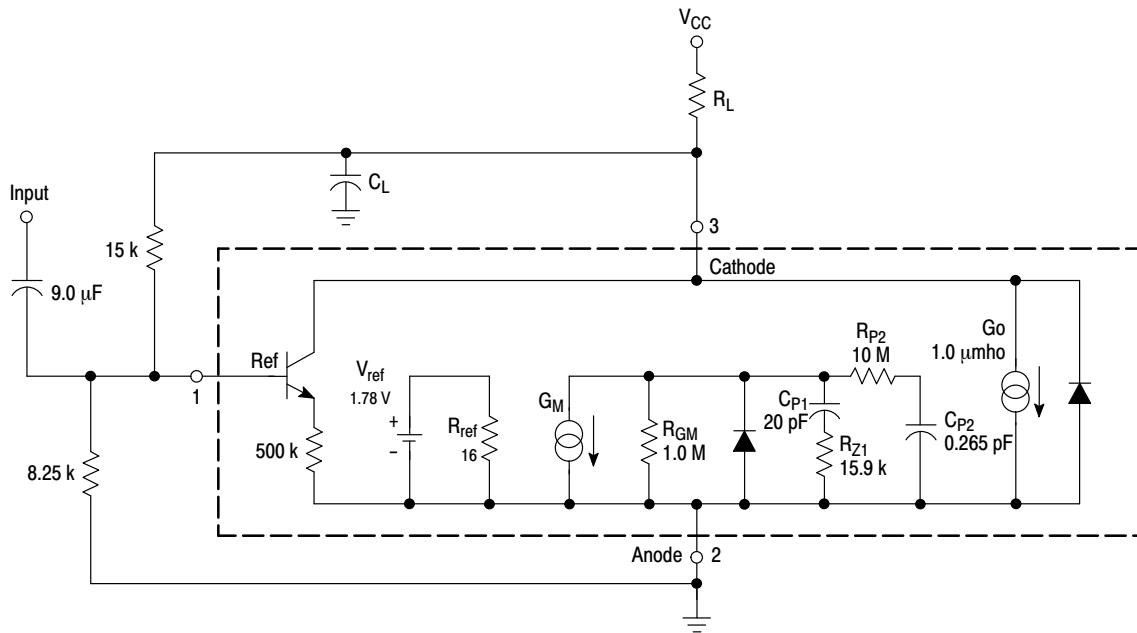 VCC
RL
Input
CL
15 k
3
Cathode
9.0 μF
Go
1.0 μmho
RP2
10 M
Ref
Vref
1.78 V
1
GM
CP1
20 pF
CP2
0.265 pF
+
–
Rref
16
RGM
1.0 M
RZ1
15.9 k
500 k
8.25 k
Anode
2